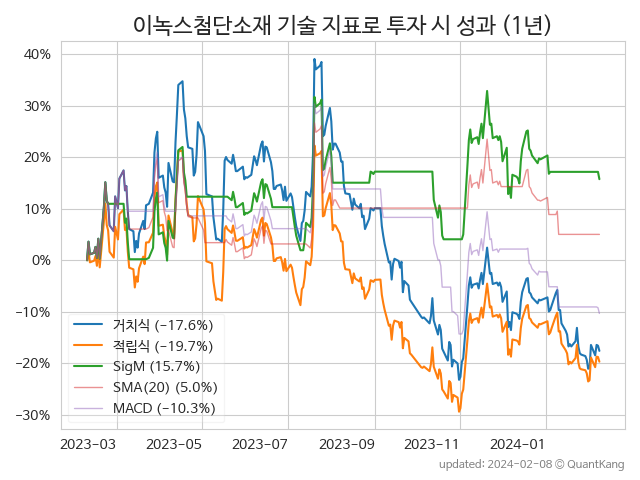 이녹스첨단소재 기술 지표로 투자 시 성과 (1년)
40%
30%
20%
10%
0%
−10%
−20%
−30%
거치식 (−17.6%)
적립식 (−19.7%)
SigM (15.7%)
SMA(20) (5.0%)
MACD (−10.3%)
2023-03 2023-05 2023-07 2023-09 2023-11 2024-01
updated: 2024-02-08 © QuantKang